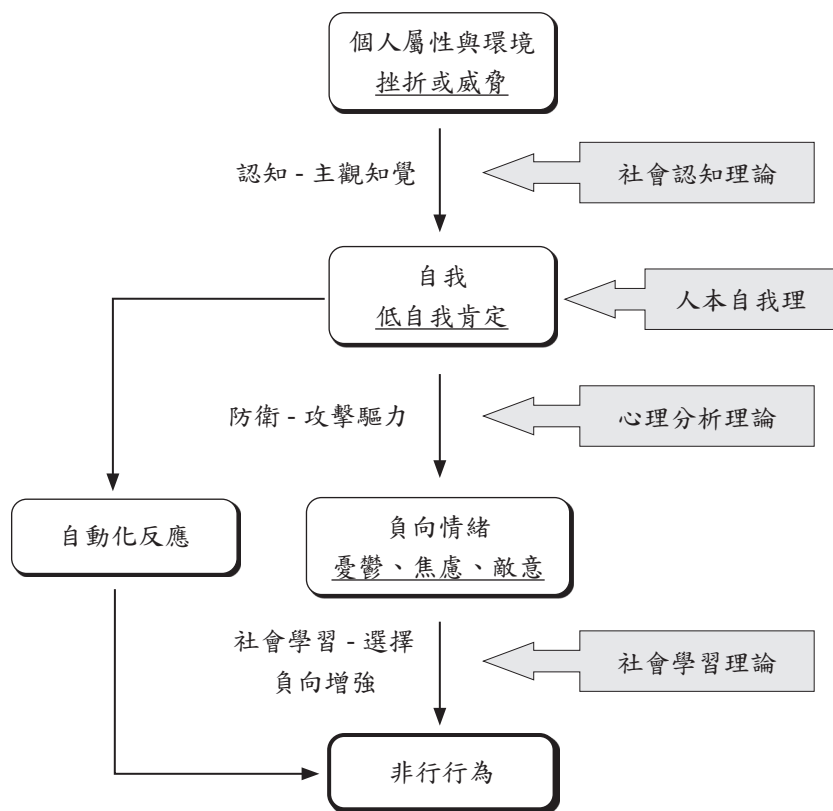 個人屬性與環境
挫折或威脅
認知 - 主觀知覺
社會認知理論
自我
低自我肯定
人本自我理
防衛 - 攻擊驅力
心理分析理論
自動化反應
負向情緒
憂鬱、焦慮、敵意
社會學習 - 選擇
負向增強
社會學習理論
非行行為